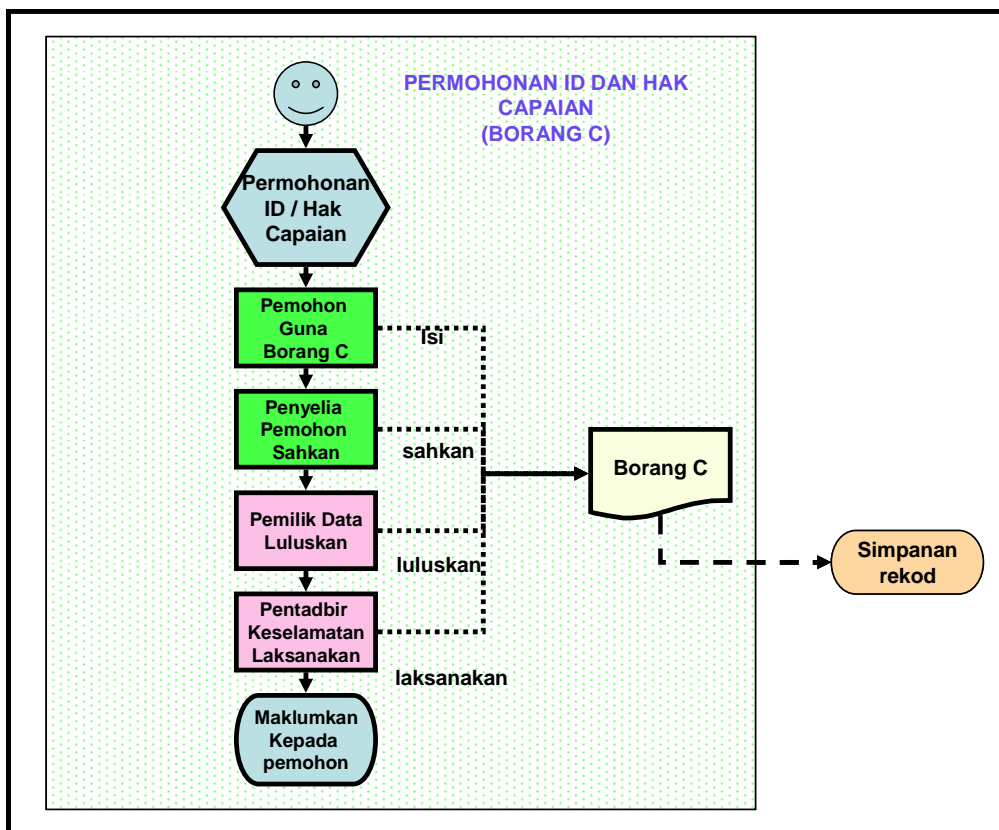 PERMOHONAN ID DAN HAK
CAPAIAN
(BORANG C)
Permohonan
ID / Hak
Capaian
Pemohon
Guna
Borang C
Isi
Penyelia
Pemohon
Sahkan
sahkan
Borang C
Pemilik Data
Luluskan
luluskan
Simpanan
rekod
Pentadbir
Keselamatan
Laksanakan
laksanakan
Maklumkan
Kepada
pemohon